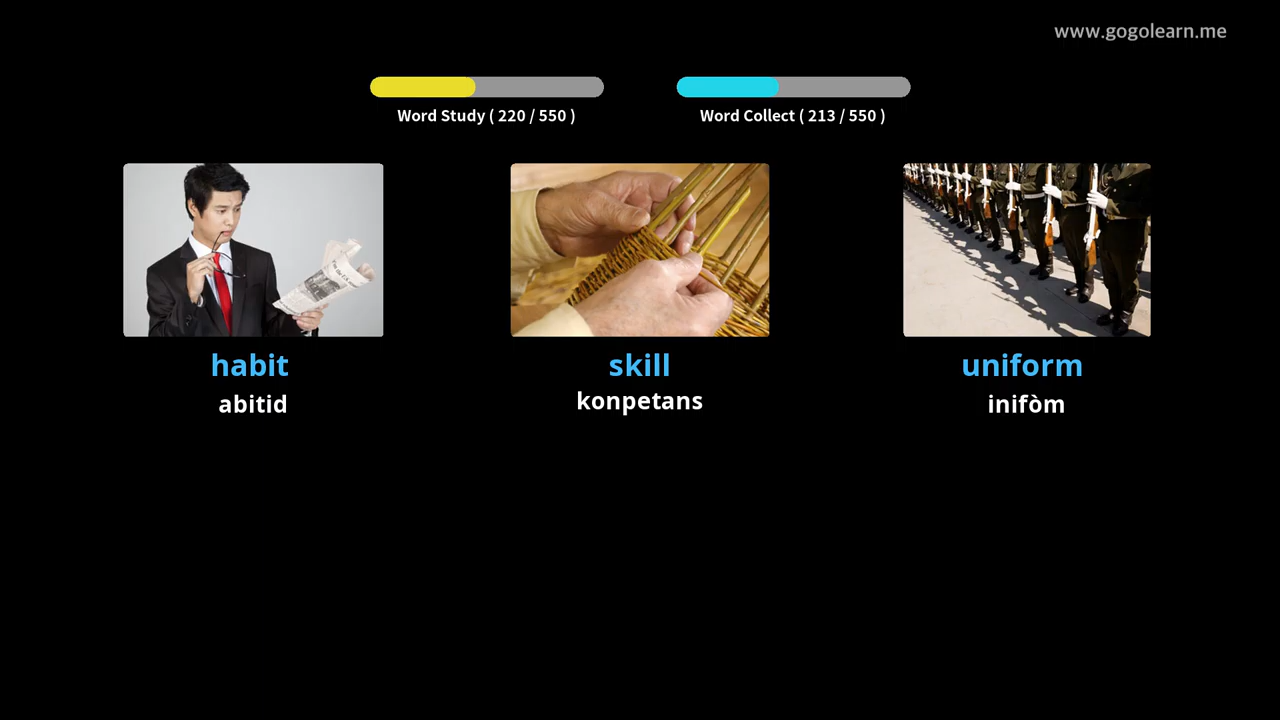 www.gogolearn.me
Word Study ( 220 / 550 )
Word Collect ( 213 / 550 )
habit
skill
uniform
abitid
konpetans
inifòm